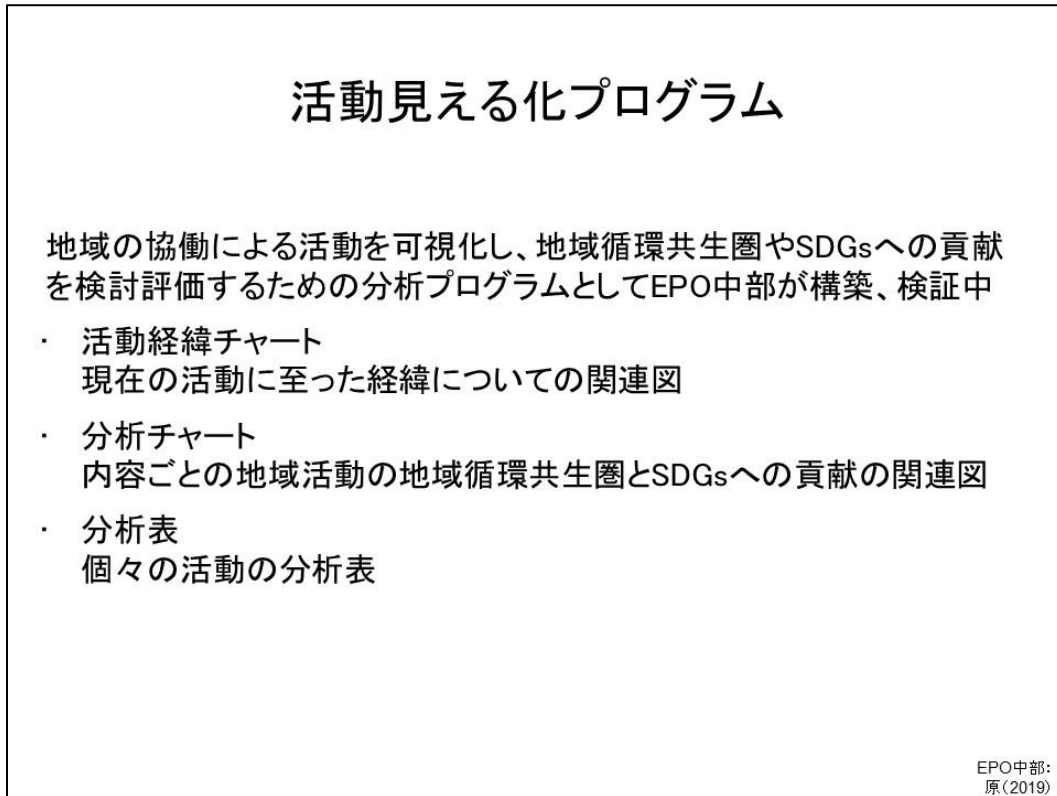 活動見える化プログラム
地域の協働による活動を可視化し、地域循環共生圏やSDGsへの貢献
を検討評価するための分析プログラムとしてEPO中部が構築、検証中
・ 活動経緯チャート
現在の活動に至った経緯についての関連図
・ 分析チャート
内容ごとの地域活動の地域循環共生圏とSDGsへの貢献の関連図
・ 分析表
個々の活動の分析表
EPO中部:
原(2019)